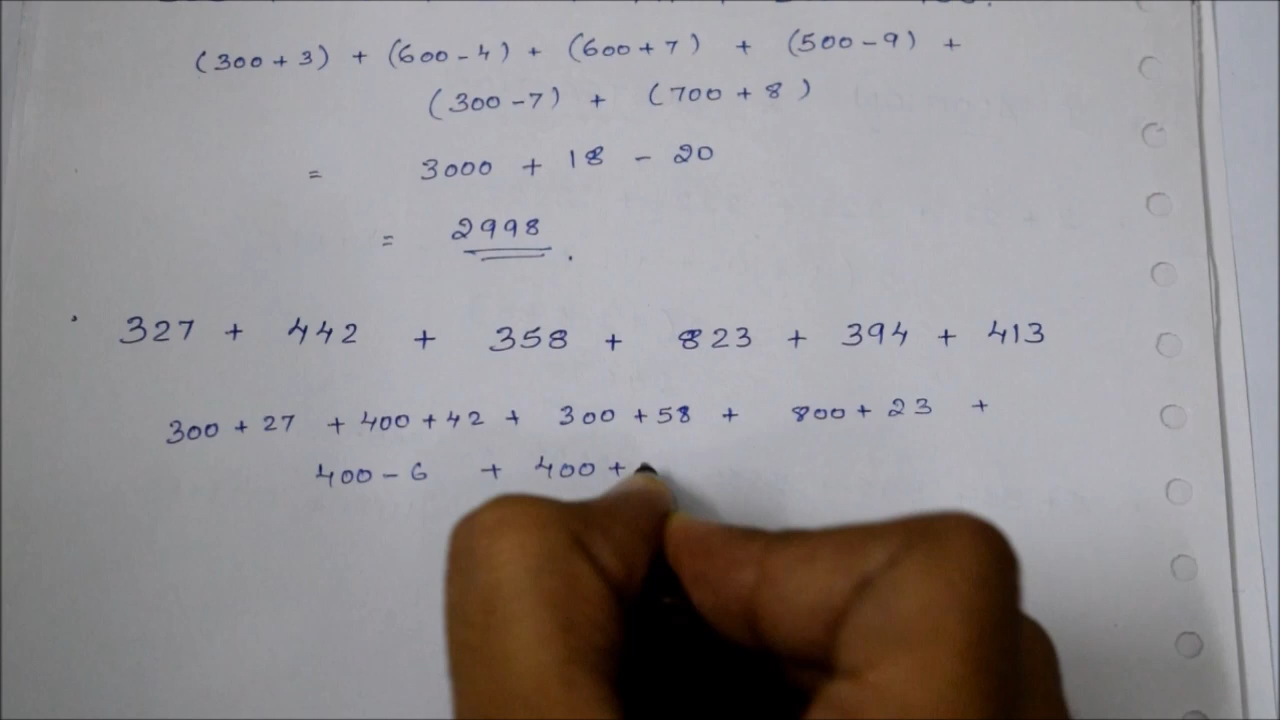 (300 + 3) + (600 - 4) + (600 + 7) + (500 - 9) +
(300 - 7) + (700 + 8)
= 3000 + 18 - 20
= 2998.
327 + 442 + 358 + 823 + 394 + 413
300 + 27 + 400 + 42 + 300 + 58 + 800 + 23 +
400 - 6 + 400 +